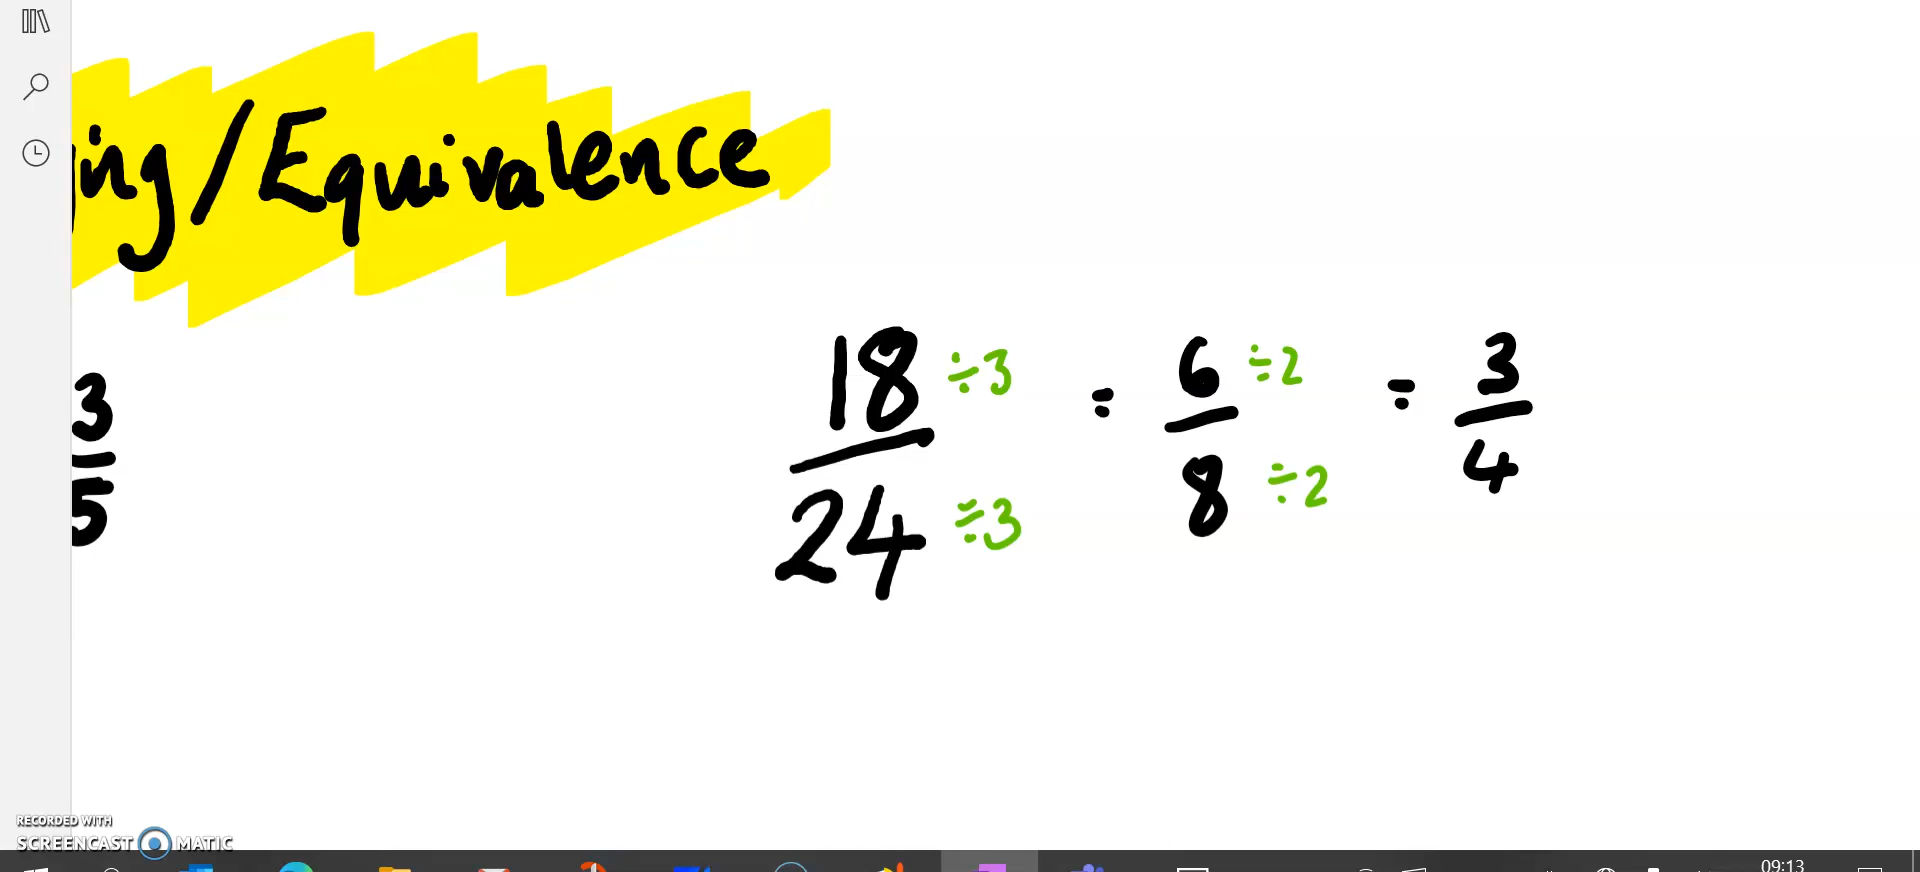 ing/Equivalence
3
5
18 ÷3 = 6 ÷2 = 3
24 ÷3 8 ÷2 4
RECORDED WITH
SCREENCAST MATIC
09:13